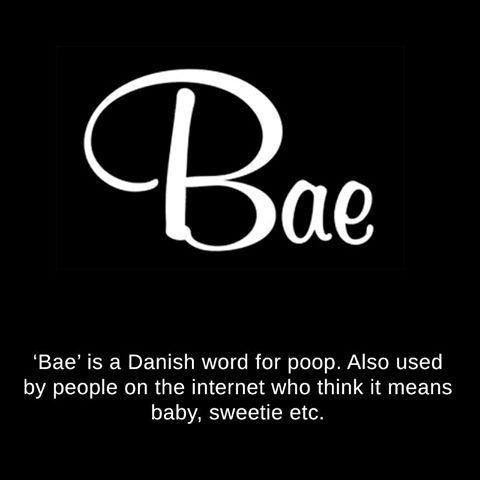 Bae
‘Bae’ is a Danish word for poop. Also used
by people on the internet who think it means
baby, sweetie etc.